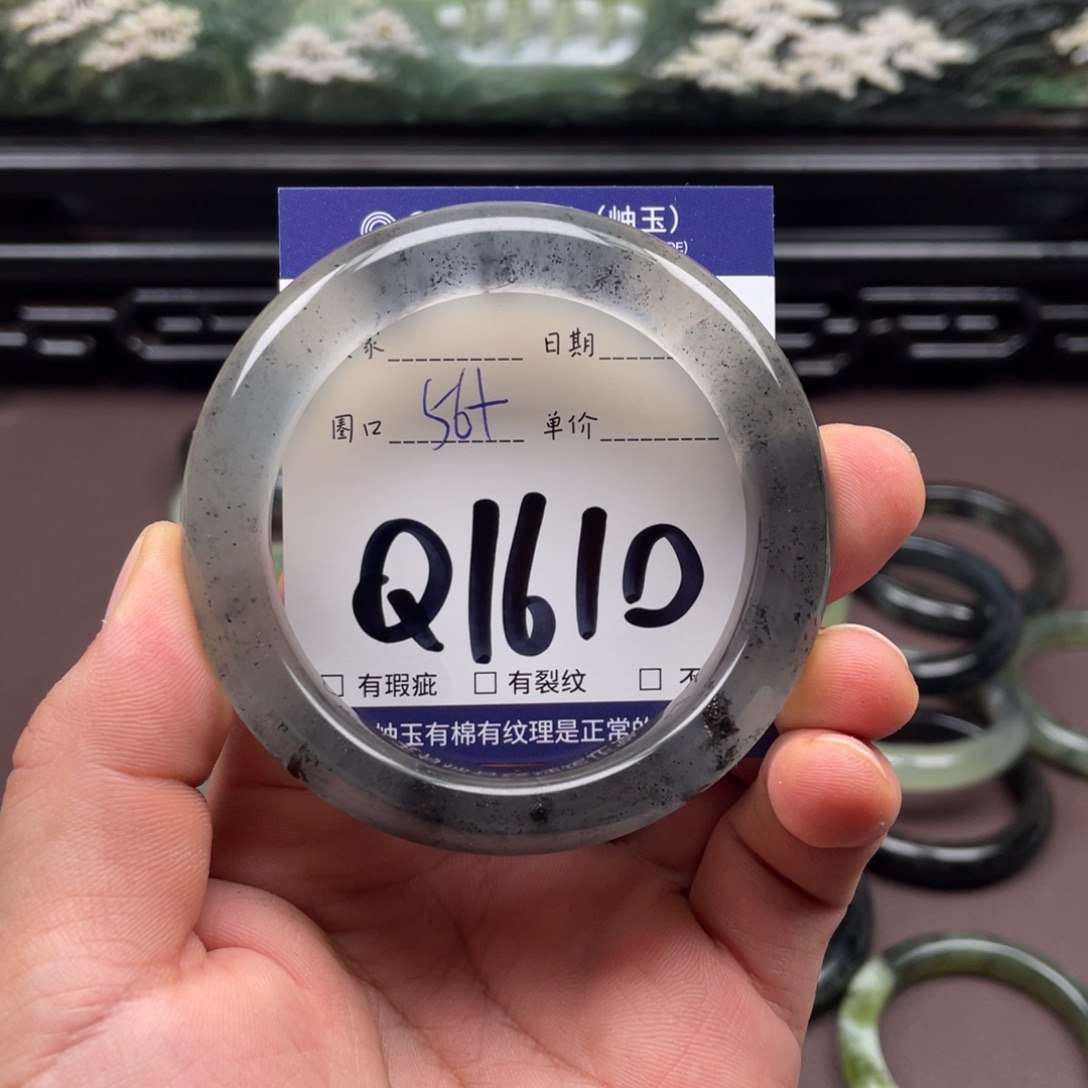 (岫玉)
日期
圈口 56+ 单价
Q1610
□ 有瑕疵 □ 有裂纹 □ 不
岫玉有棉有纹理是正常的